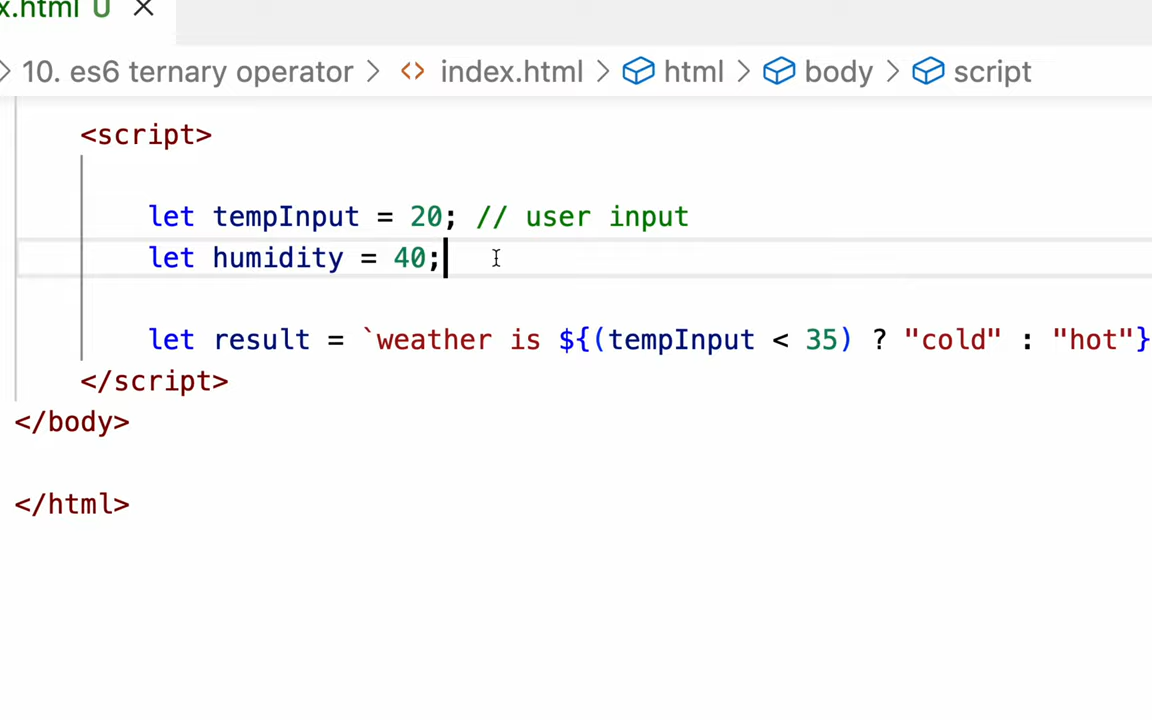 x.html U
10. es6 ternary operator > <> index.html > html > body > script
<script>
let tempInput = 20; // user input
let humidity = 40;
let result = `weather is ${(tempInput < 35) ? "cold" : "hot"}
</script>
</body>
</html>